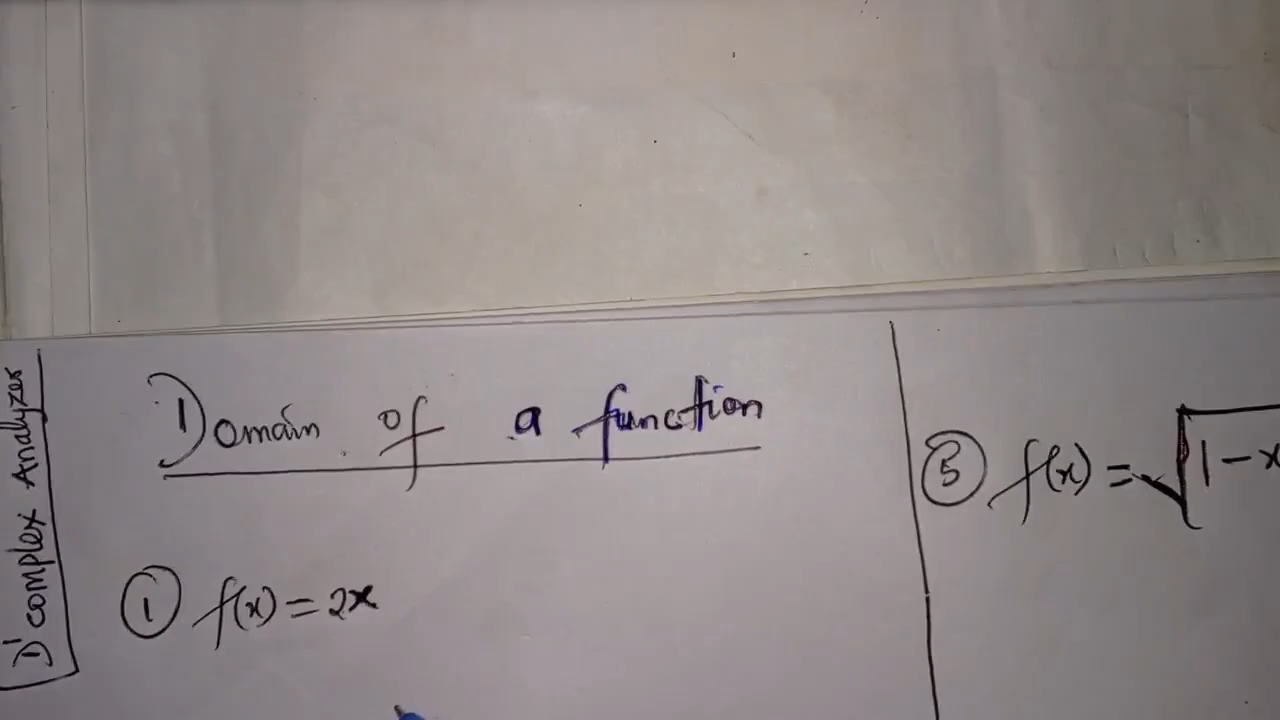 D'complex Analyzer
Domain of a function
① f(x) = 2x
⑤ f(x) = √1-x